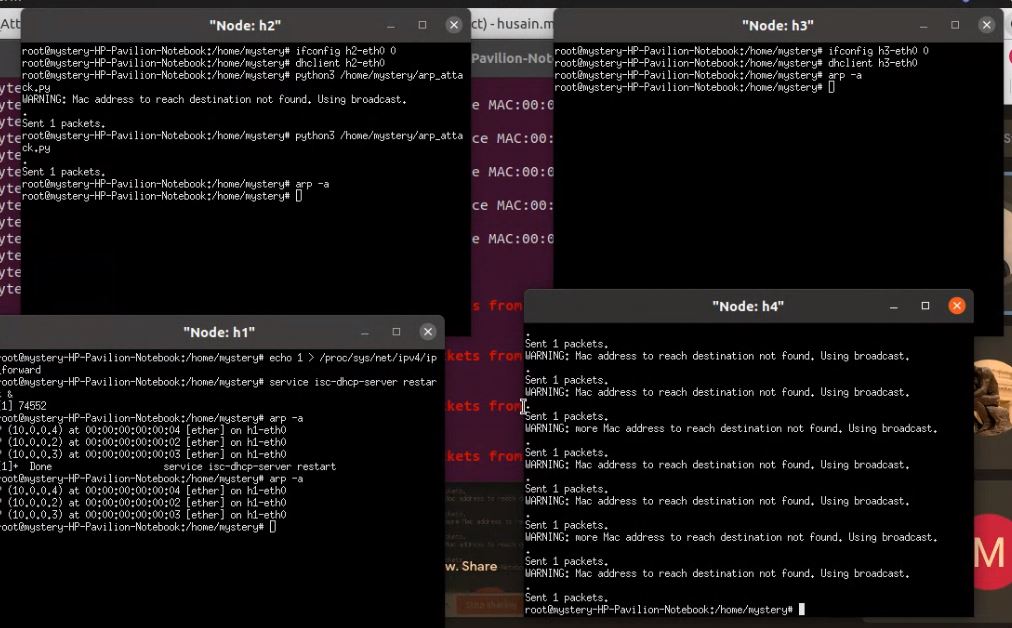 "Node: h2"
root@mystery-HP-Pavilion-Notebook:/home/mystery# ifconfig h2-eth0 0
root@mystery-HP-Pavilion-Notebook:/home/mystery# dhclient h2-eth0
root@mystery-HP-Pavilion-Notebook:/home/mystery# python3 /home/mystery/arp_atta
ck.py
WARNING: Mac address to reach destination not found. Using broadcast.
.
Sent 1 packets.
root@mystery-HP-Pavilion-Notebook:/home/mystery# python3 /home/mystery/arp_atta
ck.py
.
Sent 1 packets.
root@mystery-HP-Pavilion-Notebook:/home/mystery# arp -a
root@mystery-HP-Pavilion-Notebook:/home/mystery#
ct) - husain.m
Pavilion-Not
e MAC:00:0
ce MAC:00:
e MAC:00:0
ce MAC:00:
e MAC:00:0
s from
kets from
kets from
kets from
"Node: h3"
root@mystery-HP-Pavilion-Notebook:/home/mystery# ifconfig h3-eth0 0
root@mystery-HP-Pavilion-Notebook:/home/mystery# dhclient h3-eth0
root@mystery-HP-Pavilion-Notebook:/home/mystery# arp -a
root@mystery-HP-Pavilion-Notebook:/home/mystery#
"Node: h1"
root@mystery-HP-Pavilion-Notebook:/home/mystery# echo 1 > /proc/sys/net/ipv4/ip
_forward
root@mystery-HP-Pavilion-Notebook:/home/mystery# service isc-dhcp-server restar
&
1] 74552
root@mystery-HP-Pavilion-Notebook:/home/mystery# arp -a
? (10.0.0.4) at 00:00:00:00:00:04 [ether] on h1-eth0
? (10.0.0.2) at 00:00:00:00:00:02 [ether] on h1-eth0
? (10.0.0.3) at 00:00:00:00:00:03 [ether] on h1-eth0
[1]+  Done                    service isc-dhcp-server restart
root@mystery-HP-Pavilion-Notebook:/home/mystery# arp -a
? (10.0.0.4) at 00:00:00:00:00:04 [ether] on h1-eth0
? (10.0.0.2) at 00:00:00:00:00:02 [ether] on h1-eth0
? (10.0.0.3) at 00:00:00:00:00:03 [ether] on h1-eth0
root@mystery-HP-Pavilion-Notebook:/home/mystery#
w. Share
Stop sharing
"Node: h4"
.
Sent 1 packets.
WARNING: Mac address to reach destination not found. Using broadcast.
.
Sent 1 packets.
WARNING: Mac address to reach destination not found. Using broadcast.
.
Sent 1 packets.
WARNING: more Mac address to reach destination not found. Using broadcast.
.
Sent 1 packets.
WARNING: Mac address to reach destination not found. Using broadcast.
.
Sent 1 packets.
WARNING: Mac address to reach destination not found. Using broadcast.
.
Sent 1 packets.
WARNING: more Mac address to reach destination not found. Using broadcast.
.
Sent 1 packets.
WARNING: Mac address to reach destination not found. Using broadcast.
.
Sent 1 packets.
root@mystery-HP-Pavilion-Notebook:/home/mystery#
M